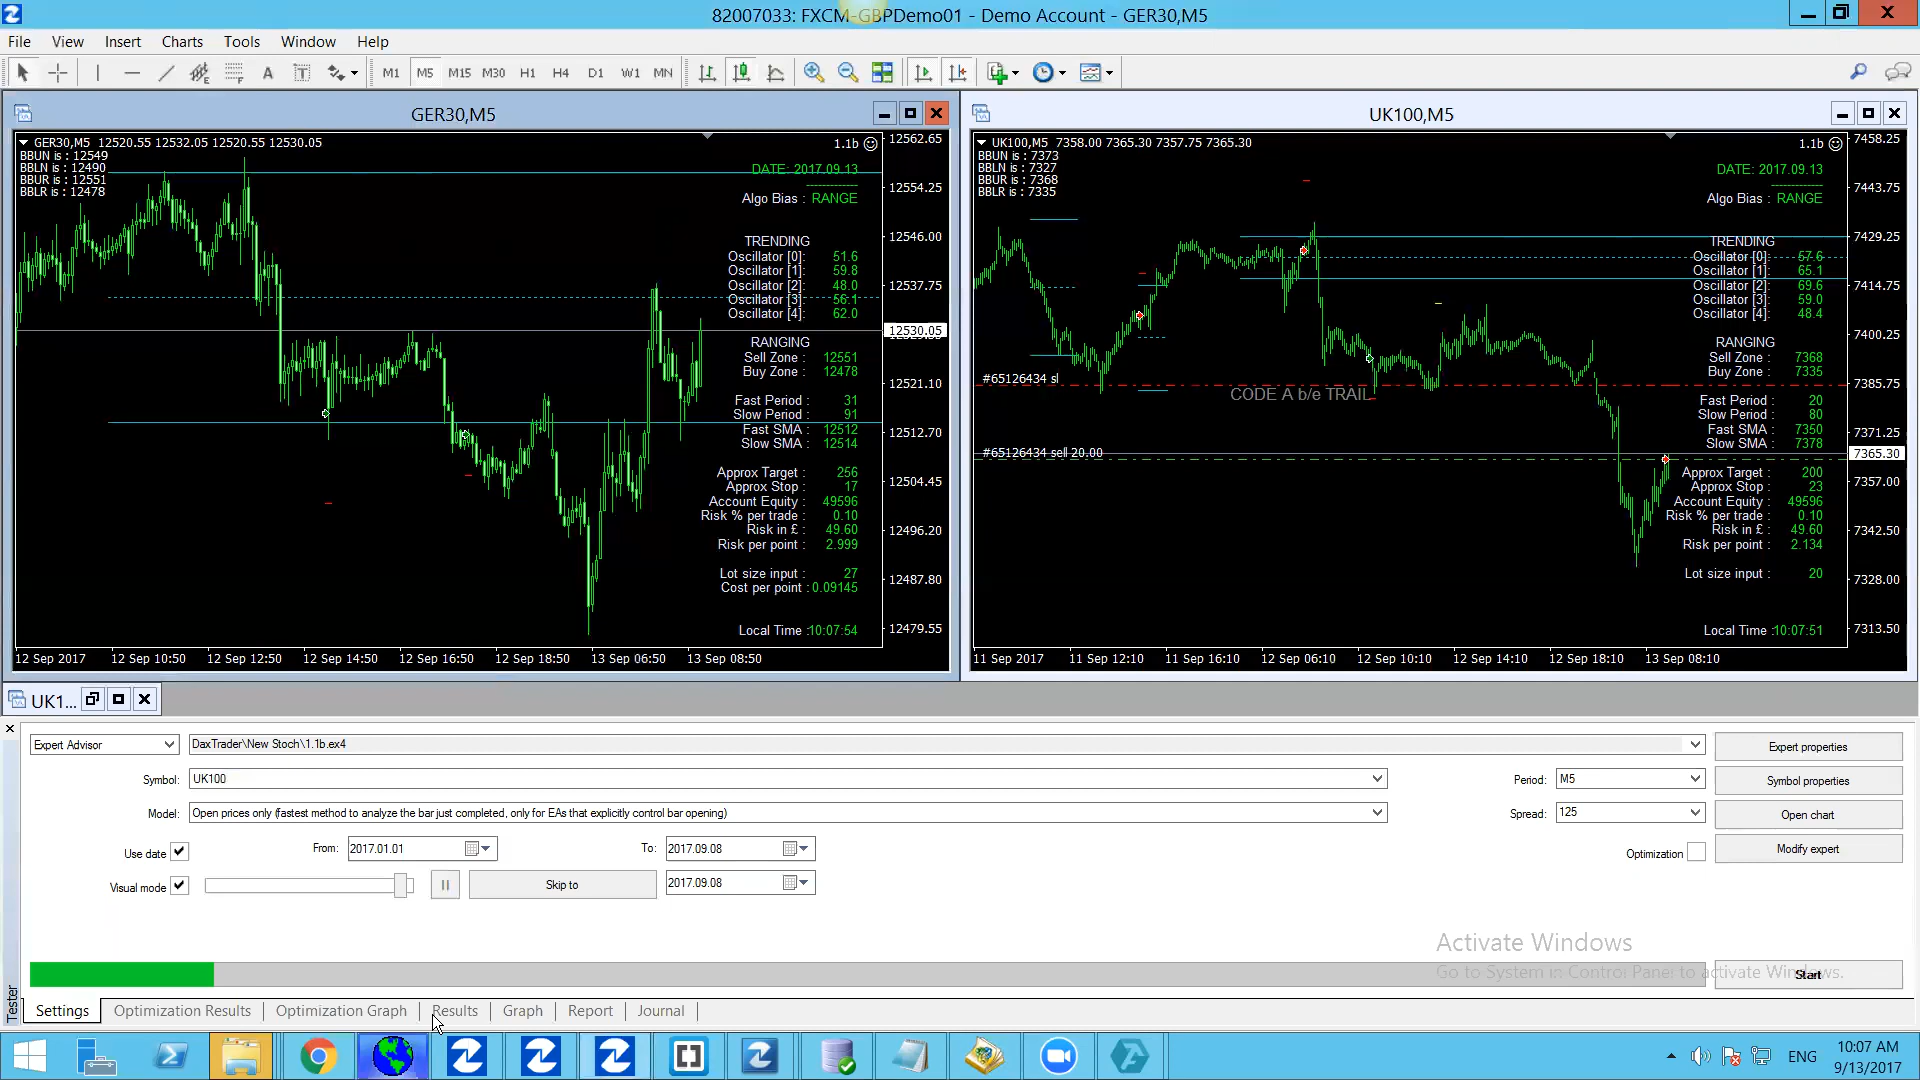 82007033: FXCM-GBPDemo01 - Demo Account - GER30,M5
File View Insert Charts Tools Window Help
A T M1 M5 M15 M30 H1 H4 D1 W1 MN
GER30,M5
GER30,M5 12520.55 12532.05 12520.55 12530.05
BBUN is : 12549
BBLN is : 12490
BBUR is : 12551
BBLR is : 12478
1.1b
DATE: 2017.09.13
--------------
Algo Bias : RANGE
TRENDING
Oscillator [0]: 51.6
Oscillator [1]: 59.8
Oscillator [2]: 48.0
Oscillator [3]: 56.1
Oscillator [4]: 62.0
RANGING
Sell Zone : 12551
Buy Zone : 12478
Fast Period : 31
Slow Period : 91
Fast SMA : 12512
Slow SMA : 12514
Approx Target : 256
Approx Stop : 17
Account Equity : 49596
Risk % per trade : 0.10
Risk in £ : 49.60
Risk per point : 2.999
Lot size input : 27
Cost per point : 0.09145
Local Time :10:07:54
12562.65
12554.25
12546.00
12537.75
12530.05
12521.10
12512.70
12504.45
12496.20
12487.80
12479.55
12 Sep 2017 12 Sep 10:50 12 Sep 12:50 12 Sep 14:50 12 Sep 16:50 12 Sep 18:50 13 Sep 06:50 13 Sep 08:50
UK100,M5
UK100,M5 7358.00 7365.30 7357.75 7365.30
BBUN is : 7373
BBLN is : 7327
BBUR is : 7368
BBLR is : 7335
1.1b
DATE: 2017.09.13
--------------
Algo Bias : RANGE
TRENDING
Oscillator [0]: 57.6
Oscillator [1]: 65.1
Oscillator [2]: 69.6
Oscillator [3]: 59.0
Oscillator [4]: 48.4
RANGING
Sell Zone : 7368
Buy Zone : 7335
Fast Period : 20
Slow Period : 80
Fast SMA : 7350
Slow SMA : 7378
Approx Target : 200
Approx Stop : 23
Account Equity : 49596
Risk % per trade : 0.10
Risk in £ : 49.60
Risk per point : 2.134
Lot size input : 20
Local Time :10:07:51
#65126434 sl
CODE A b/e TRAIL
#65126434 sell 20.00
7458.25
7443.75
7429.25
7414.75
7400.25
7385.75
7371.25
7365.30
7357.00
7342.50
7328.00
7313.50
11 Sep 2017 11 Sep 12:10 11 Sep 16:10 12 Sep 06:10 12 Sep 10:10 12 Sep 14:10 12 Sep 18:10 13 Sep 08:10
UK1...
Expert Advisor DaxTrader\New Stoch\1.1b.ex4 Expert properties
Symbol: UK100 Period: M5 Symbol properties
Model: Open prices only (fastest method to analyze the bar just completed, only for EAs that explicitly control bar opening) Spread: 125 Open chart
Use date From: 2017.01.01 To: 2017.09.08 Optimization Modify expert
Visual mode Skip to 2017.09.08
Activate Windows
Go to System in Control Panel to activate Windows.
Start
Tester
Settings Optimization Results Optimization Graph Results Graph Report Journal
ENG 10:07 AM
9/13/2017